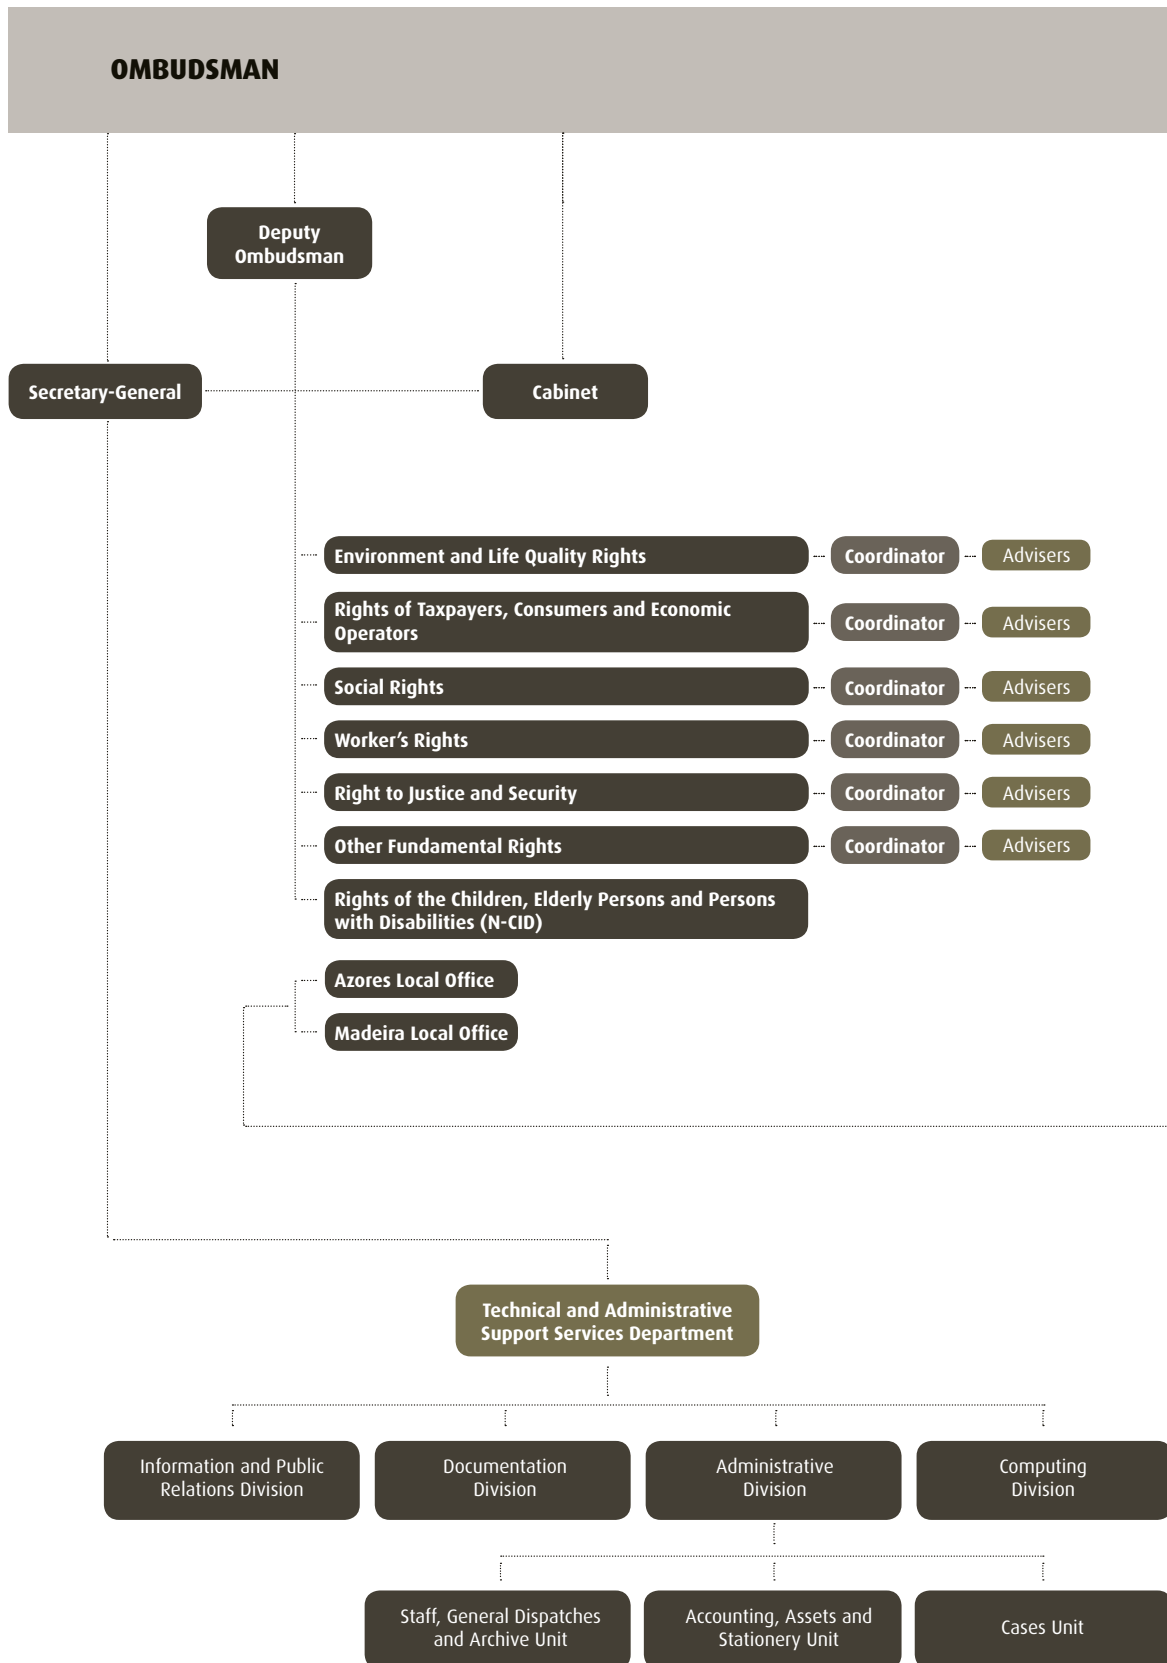 OMBUDSMAN
Deputy
Ombudsman
Secretary-General
Cabinet
Environment and Life Quality Rights
Coordinator
Advisers
Rights of Taxpayers, Consumers and Economic
Operators
Coordinator
Advisers
Social Rights
Coordinator
Advisers
Worker’s Rights
Coordinator
Advisers
Right to Justice and Security
Coordinator
Advisers
Other Fundamental Rights
Coordinator
Advisers
Rights of the Children, Elderly Persons and Persons
with Disabilities (N-CID)
Azores Local Office
Madeira Local Office
Technical and Administrative
Support Services Department
Information and Public
Relations Division
Documentation
Division
Administrative
Division
Computing
Division
Staff, General Dispatches
and Archive Unit
Accounting, Assets and
Stationery Unit
Cases Unit